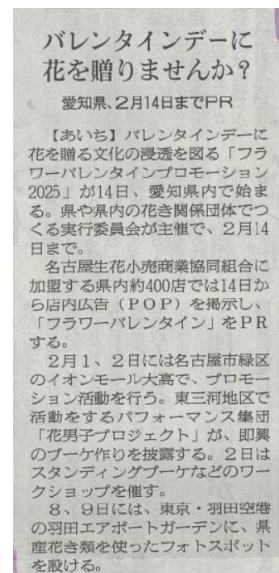 バレンタインデーに
花を贈りませんか？
愛知県、2月14日までPR
【あいち】バレンタインデーに
花を贈る文化の浸透を図る「フラ
ワーバレンタインプロモーション
2025」が14日、愛知県内で始ま
る。県や県内の花き関係団体でつ
くる実行委員会が主催で、2月14
日まで。
名古屋生花小売商業協同組合に
加盟する県内約400店では14日か
ら店内広告（POP）を掲示し、
「フラワーバレンタイン」をPR
する。
2月1、2日には名古屋市緑区
のイオンモール大高で、プロモー
ション活動を行う。東三河地区で
活動をするパフォーマンス集団
「花男子プロジェクト」が、即興
のブーケ作りを披露する。2日は
スタンディングブーケなどのワー
クショップを催す。
8、9日には、東京・羽田空港
の羽田エアポートガーデンに、県
産花き類を使ったフォトスポット
を設ける。